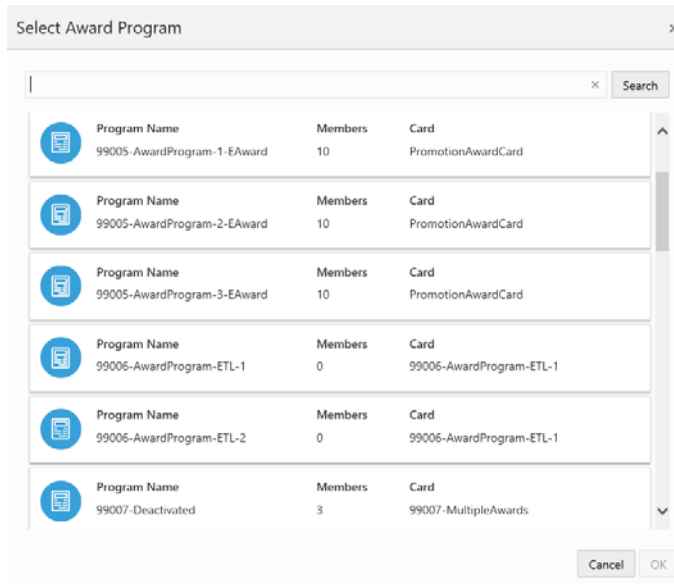 Select Award Program ×
× Search
Program Name Members Card
99005-AwardProgram-1-EAward 10 PromotionAwardCard
Program Name Members Card
99005-AwardProgram-2-EAward 10 PromotionAwardCard
Program Name Members Card
99005-AwardProgram-3-EAward 10 PromotionAwardCard
Program Name Members Card
99006-AwardProgram-ETL-1 0 99006-AwardProgram-ETL-1
Program Name Members Card
99006-AwardProgram-ETL-2 0 99006-AwardProgram-ETL-1
Program Name Members Card
99007-Deactivated 3 99007-MultipleAwards
Cancel OK